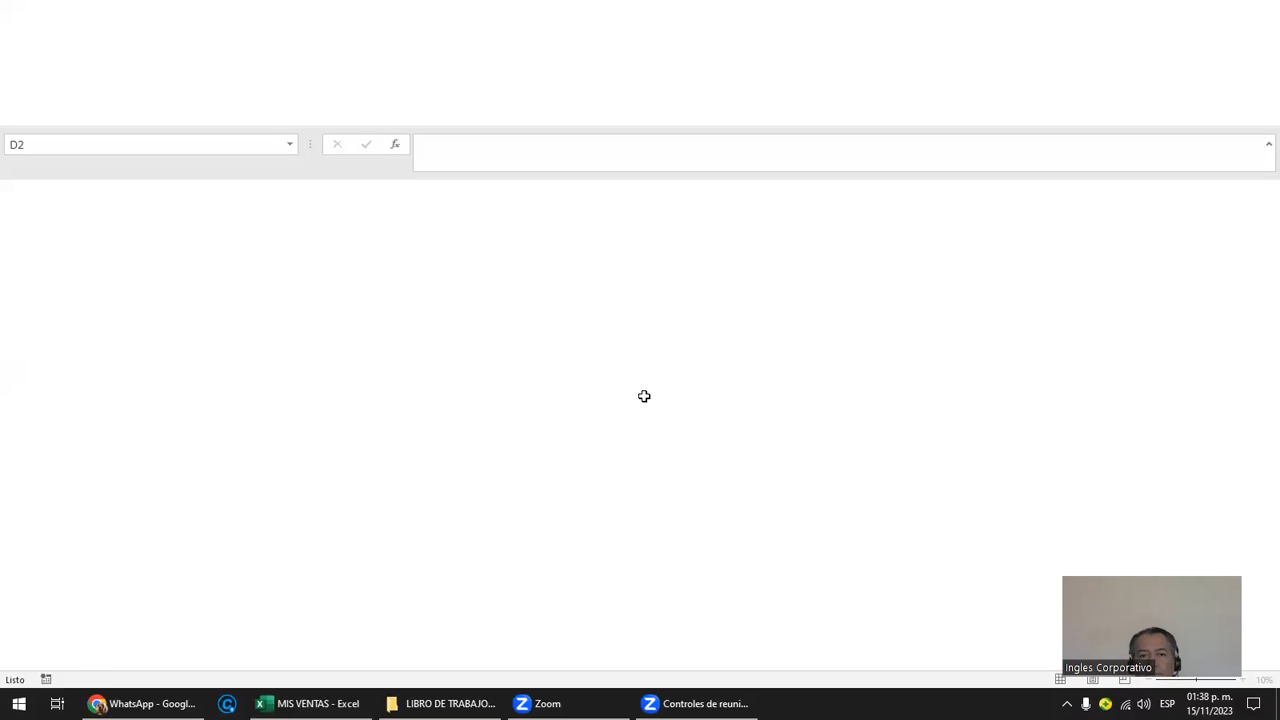 D2
fx
Ingles Corporativo
Listo
10%
WhatsApp - Googl...
MIS VENTAS - Excel
LIBRO DE TRABAJO...
Zoom
Controles de reuni...
ESP
01:38 p. m.
15/11/2023